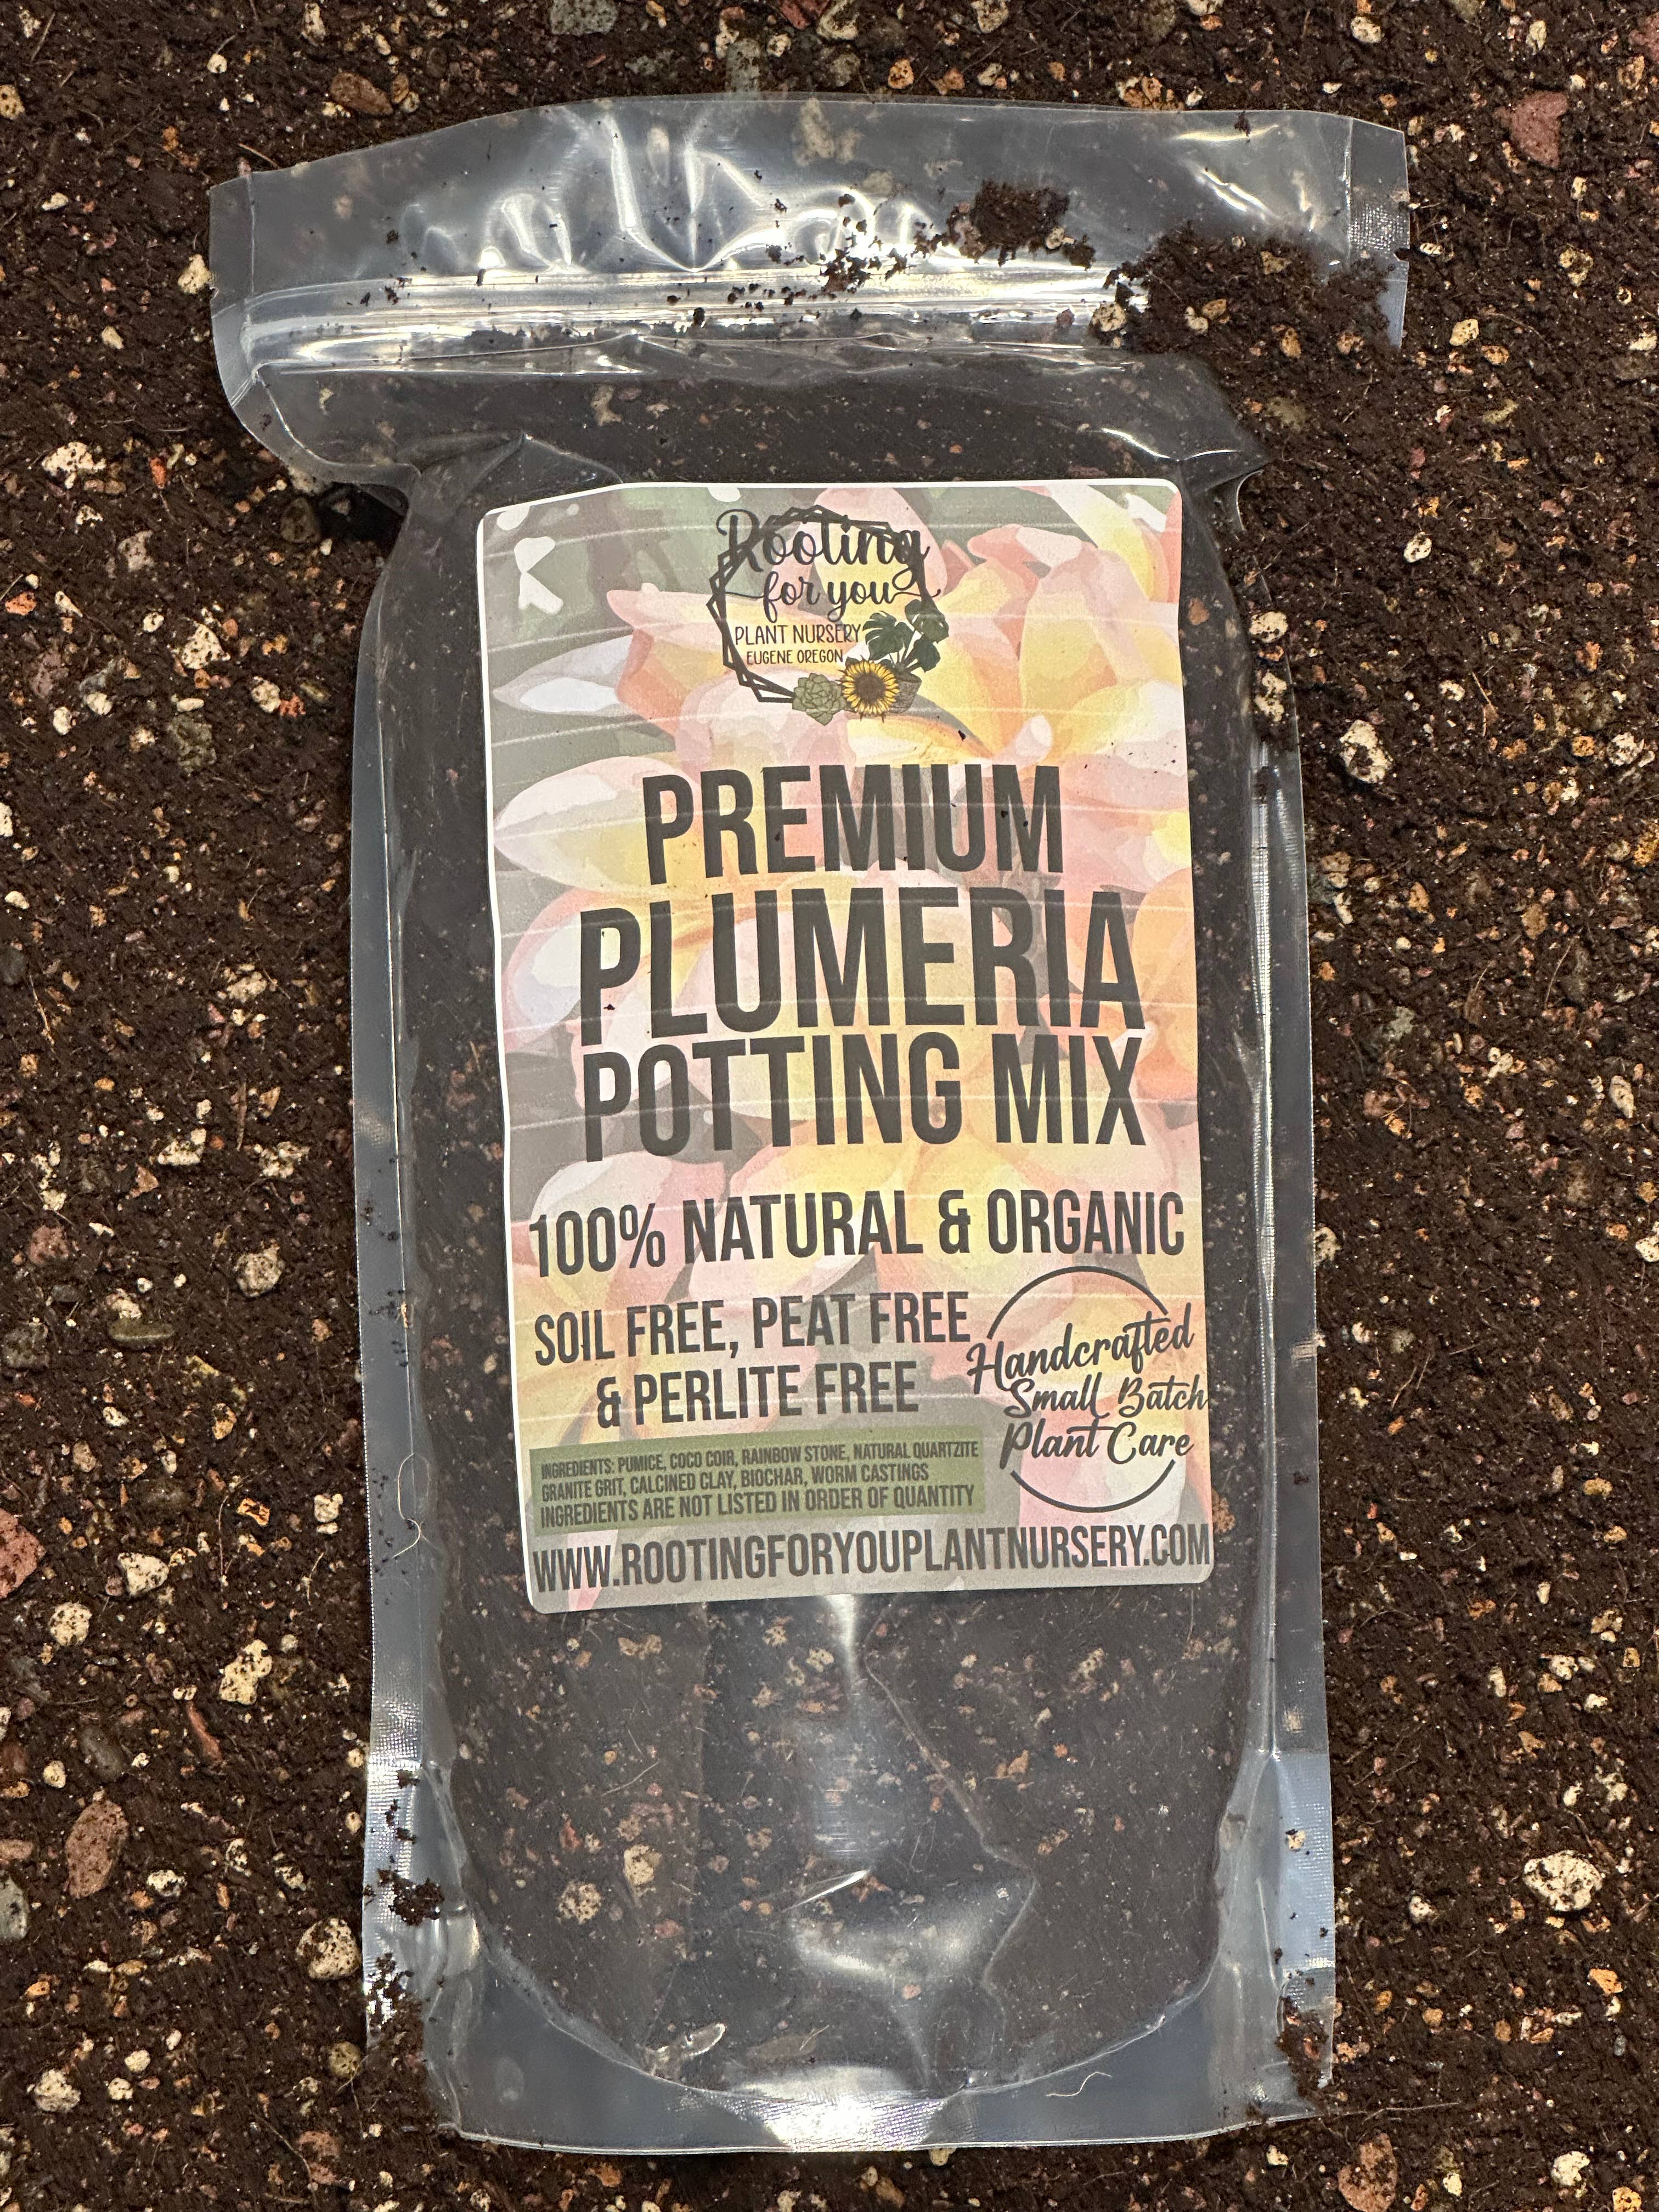 Rooting
for you
PLANT NURSERY
EUGENE OREGON
PREMIUM
PLUMERIA
POTTING MIX
100% NATURAL & ORGANIC
SOIL FREE, PEAT FREE
& PERLITE FREE
Handcrafted
Small Batch
Plant Care
INGREDIENTS: PUMICE, COCO COIR, RAINBOW STONE, NATURAL QUARTZITE
GRANITE GRIT, CALCINED CLAY, BIOCHAR, WORM CASTINGS
INGREDIENTS ARE NOT LISTED IN ORDER OF QUANTITY
WWW.ROOTINGFORYOUPLANTNURSERY.COM